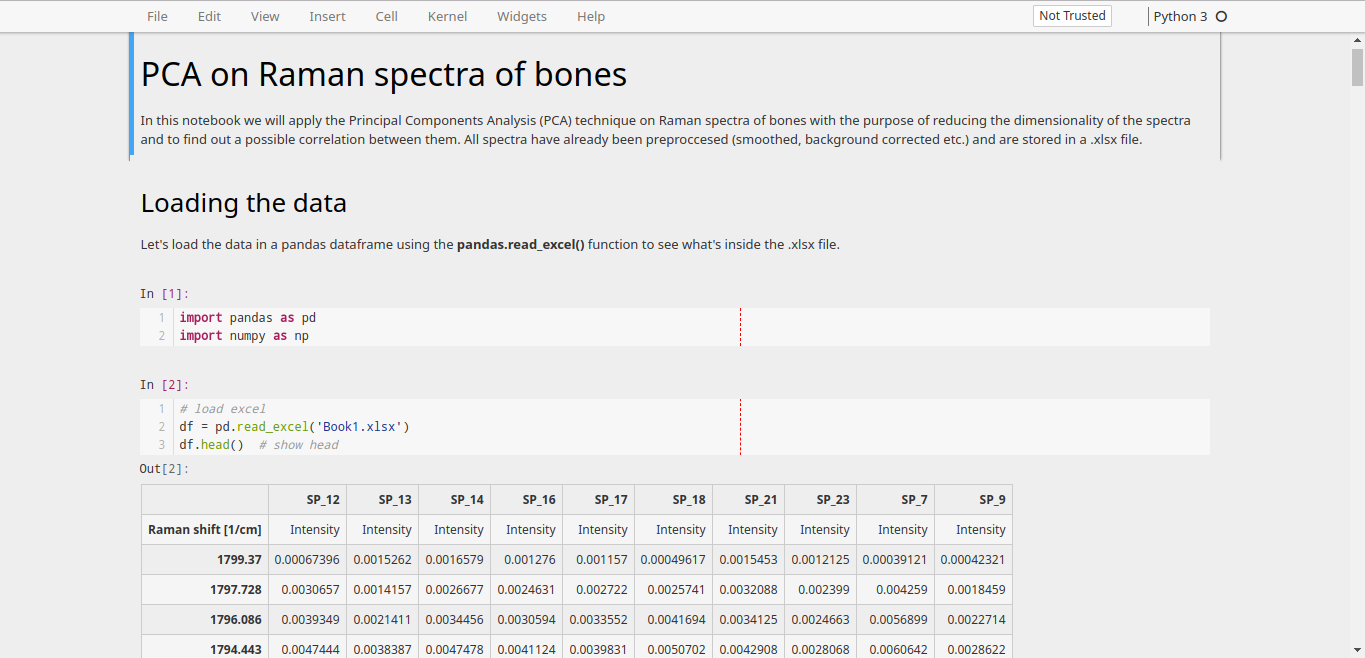 File Edit View Insert Cell Kernel Widgets Help Not Trusted Python 3
PCA on Raman spectra of bones
In this notebook we will apply the Principal Components Analysis (PCA) technique on Raman spectra of bones with the purpose of reducing the dimensionality of the spectra
and to find out a possible correlation between them. All spectra have already been preproccesed (smoothed, background corrected etc.) and are stored in a .xlsx file.
Loading the data
Let's load the data in a pandas dataframe using the pandas.read_excel() function to see what's inside the .xlsx file.
In [1]:
1 import pandas as pd
2 import numpy as np
In [2]:
1 # load excel
2 df = pd.read_excel('Book1.xlsx')
3 df.head()  # show head
Out[2]:
SP_12 SP_13 SP_14 SP_16 SP_17 SP_18 SP_21 SP_23 SP_7 SP_9
Raman shift [1/cm] Intensity Intensity Intensity Intensity Intensity Intensity Intensity Intensity Intensity Intensity
1799.37 0.00067396 0.0015262 0.0016579 0.001276 0.001157 0.00049617 0.0015453 0.0012125 0.00039121 0.00042321
1797.728 0.0030657 0.0014157 0.0026677 0.0024631 0.002722 0.0025741 0.0032088 0.002399 0.004259 0.0018459
1796.086 0.0039349 0.0021411 0.0034456 0.0030594 0.0033552 0.0041694 0.0034125 0.0024663 0.0056899 0.0022714
1794.443 0.0047444 0.0038387 0.0047478 0.0041124 0.0039831 0.0050702 0.0042908 0.0028068 0.0060642 0.0028622